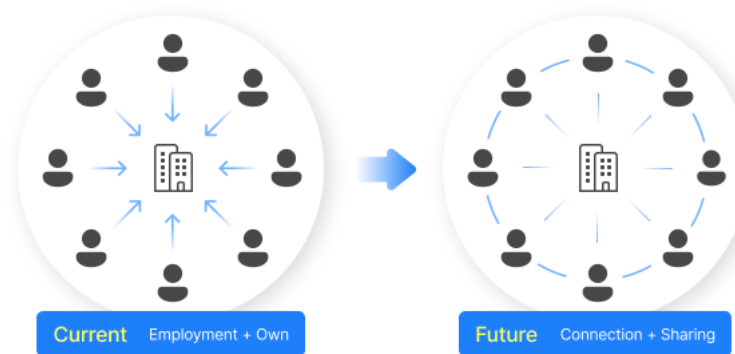 Current Employment + Own
Future Connection + Sharing